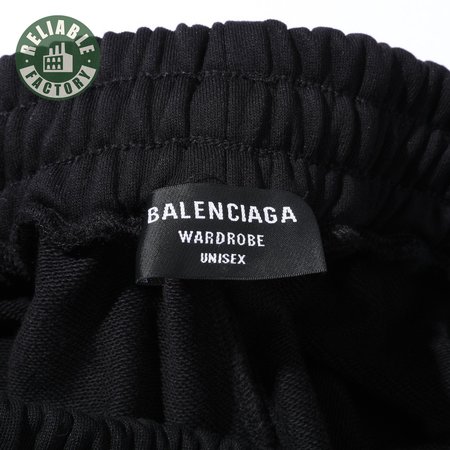 RELIABLE
FACTORY
BALENCIAGA
WARDROBE
UNISEX